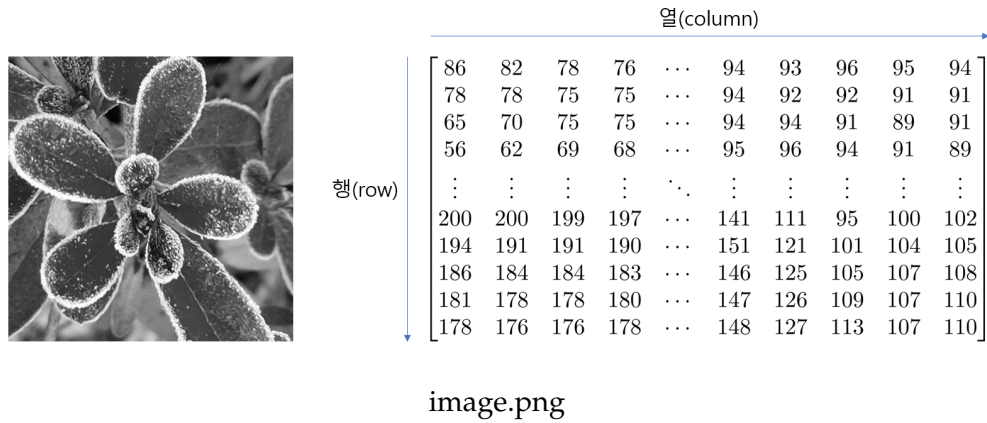 열(column)
86 82 78 76 ⋯ 94 93 96 95 94
78 78 75 75 ⋯ 94 92 92 91 91
65 70 75 75 ⋯ 94 94 91 89 91
56 62 69 68 ⋯ 95 96 94 91 89
행(row)
⋮ ⋮ ⋮ ⋮ ⋱ ⋮ ⋮ ⋮ ⋮ ⋮
200 200 199 197 ⋯ 141 111 95 100 102
194 191 191 190 ⋯ 151 121 101 104 105
186 184 184 183 ⋯ 146 125 105 107 108
181 178 178 180 ⋯ 147 126 109 107 110
178 176 176 178 ⋯ 148 127 113 107 110
image.png